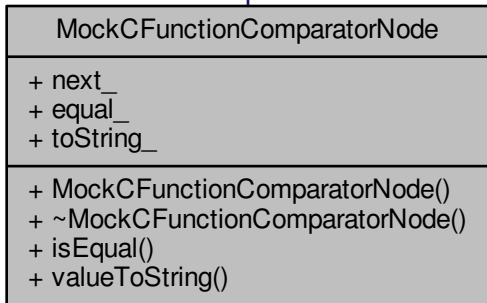 MockCFunctionComparatorNode
+ next_
+ equal_
+ toString_
+ MockCFunctionComparatorNode()
+ ~MockCFunctionComparatorNode()
+ isEqual()
+ valueToString()